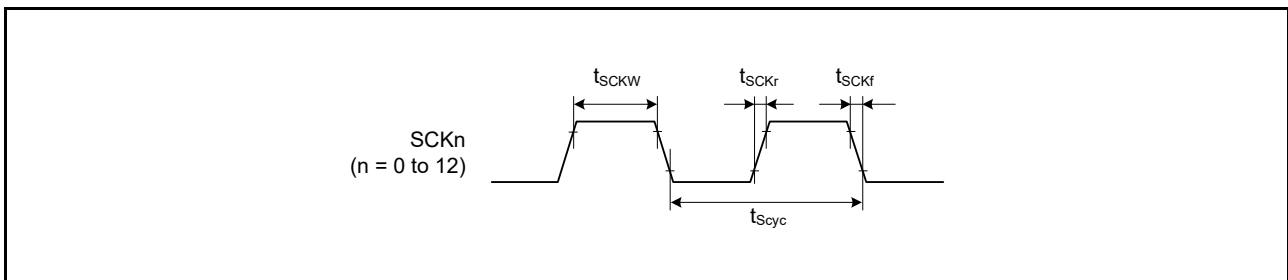 tSCKW
tSCKr
tSCKf
SCKn
(n = 0 to 12)
tScyc